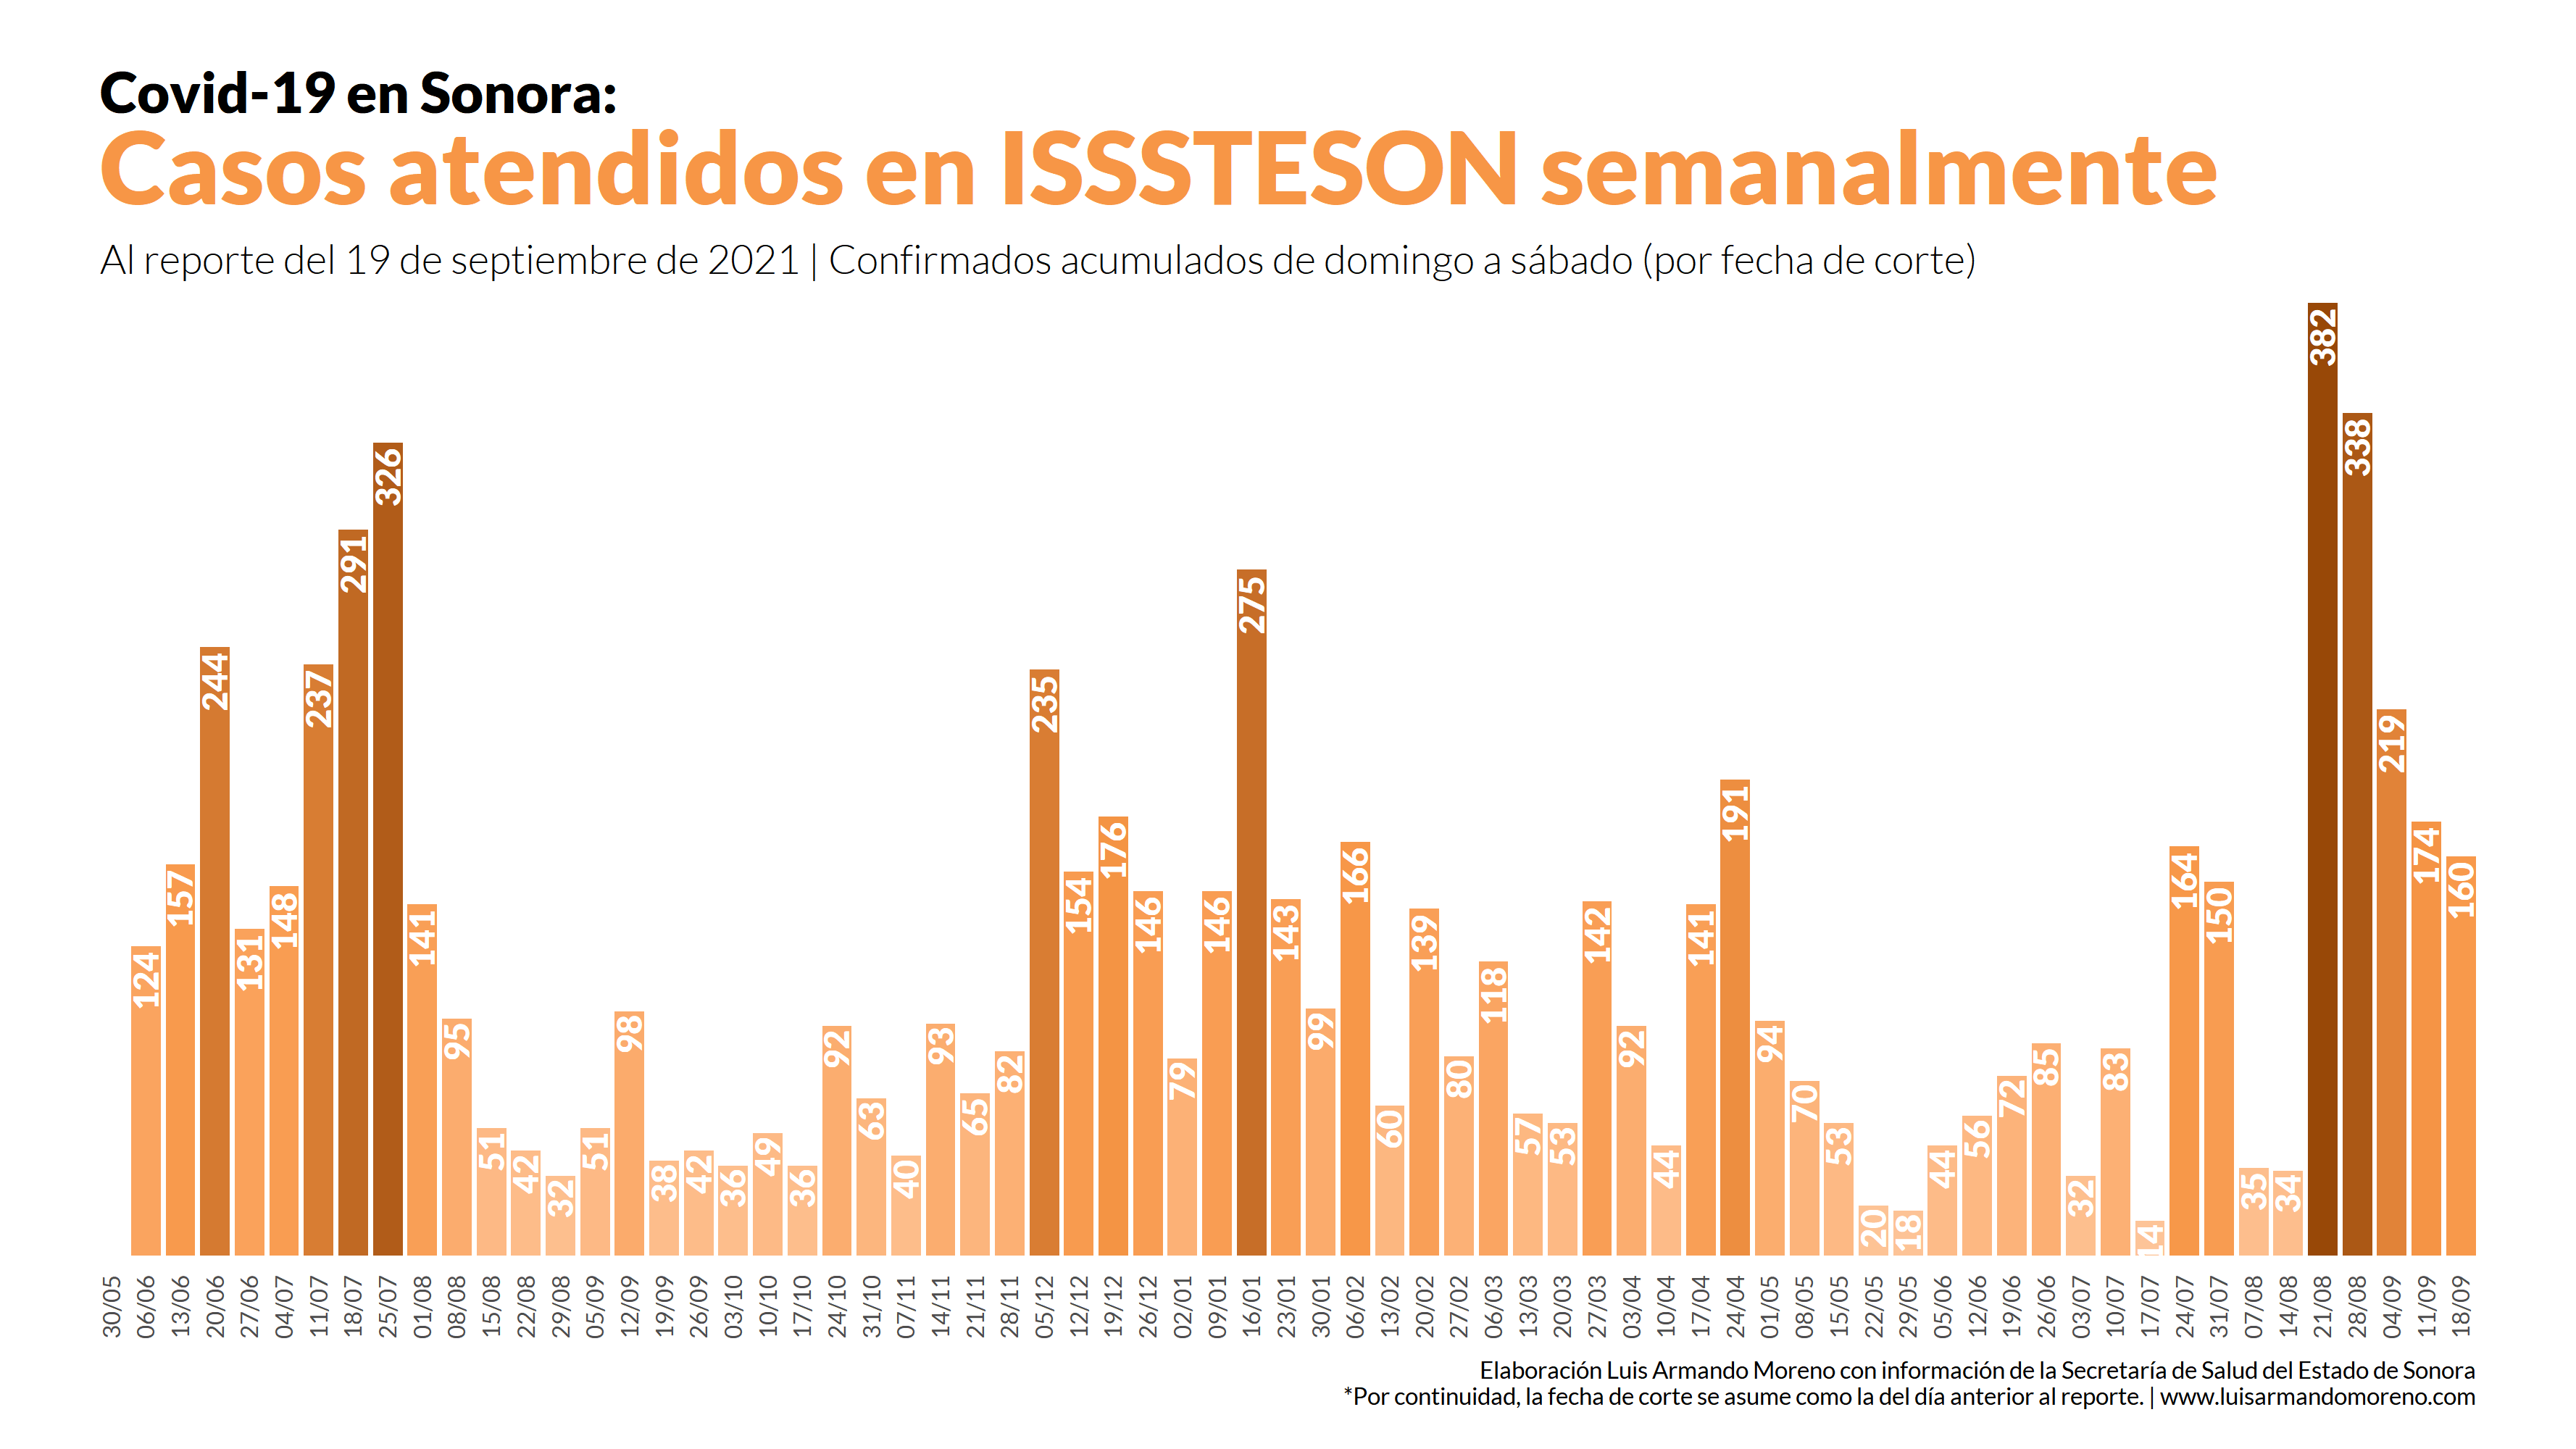 Covid-19 en Sonora:
Casos atendidos en ISSSTESON semanalmente
Al reporte del 19 de septiembre de 2021 | Confirmados acumulados de domingo a sábado (por fecha de corte)
124 157 244 131 148 237 291 326 141 95 51 42 32 51 98 38 42 36 49 36 92 63 40 93 65 82 235 154 176 146 79 146 275 143 99 166 60 139 80 118 57 53 142 92 44 141 191 94 70 53 20 18 44 56 72 85 32 83 14 164 150 35 34 382 338 219 174 160
30/05 06/06 13/06 20/06 27/06 04/07 11/07 18/07 25/07 01/08 08/08 15/08 22/08 29/08 05/09 12/09 19/09 26/09 03/10 10/10 17/10 24/10 31/10 07/11 14/11 21/11 28/11 05/12 12/12 19/12 26/12 02/01 09/01 16/01 23/01 30/01 06/02 13/02 20/02 27/02 06/03 13/03 20/03 27/03 03/04 10/04 17/04 24/04 01/05 08/05 15/05 22/05 29/05 05/06 12/06 19/06 26/06 03/07 10/07 17/07 24/07 31/07 07/08 14/08 21/08 28/08 04/09 11/09 18/09
Elaboración Luis Armando Moreno con información de la Secretaría de Salud del Estado de Sonora
*Por continuidad, la fecha de corte se asume como la del día anterior al reporte. | www.luisarmandomoreno.com